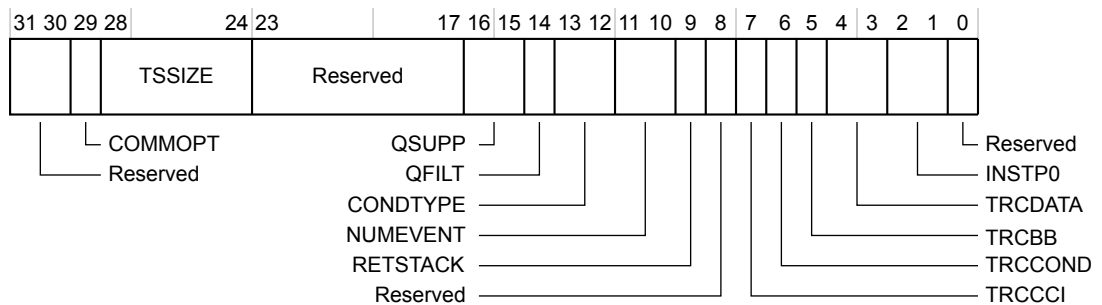 31 30 29 28 24 23 17 16 15 14 13 12 11 10 9 8 7 6 5 4 3 2 1 0
TSSIZE Reserved
COMMOPT QSUPP Reserved
Reserved QFILT INSTP0
CONDTYPE TRCDATA
NUMEVENT TRCBB
RETSTACK TRCCOND
Reserved TRCCCI